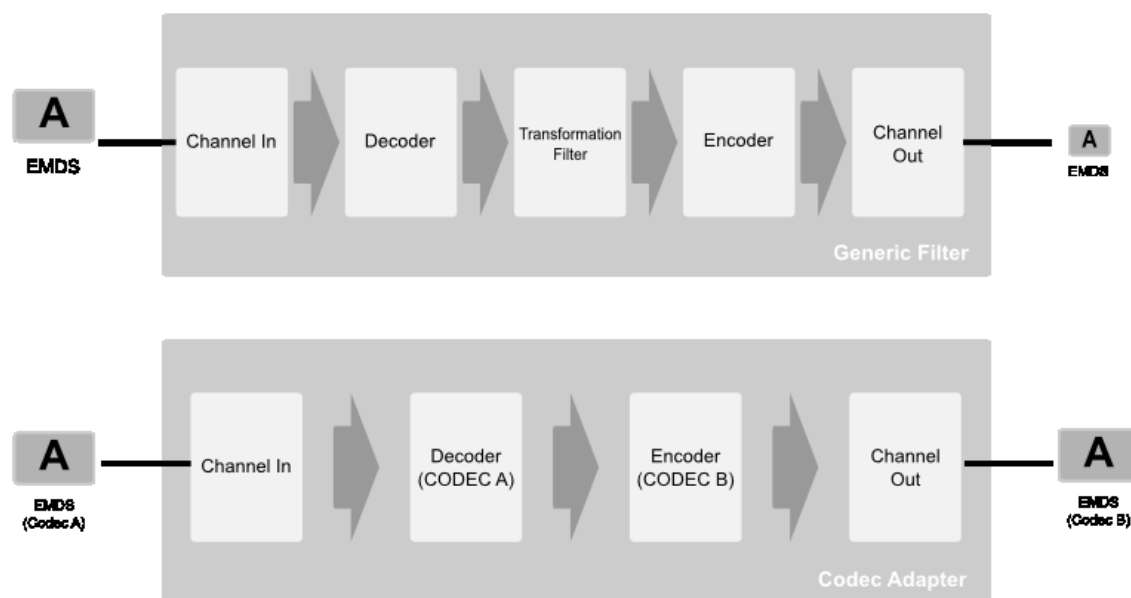 A
EMDS
Channel In
Decoder
Transformation
Filter
Encoder
Channel
Out
A
EMDS
Generic Filter
A
EMDS
(Codec A)
Channel In
Decoder
(CODEC A)
Encoder
(CODEC B)
Channel
Out
A
EMDS
(Codec B)
Codec Adapter